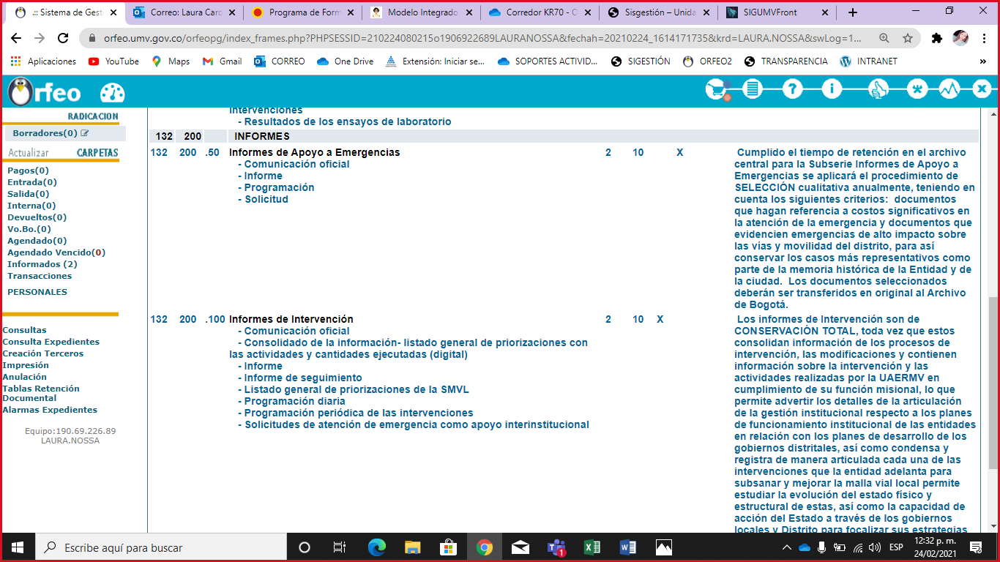 .:: Sistema de Gesti
Correo: Laura Caro
Programa de Form
Modelo Integrado
Corredor KR70 - O
Sisgestión – Unida
SIGUMVFront
orfeo.umv.gov.co/orfeopg/index_frames.php?PHPSESSID=210224080215o1906922689LAURANOSSA&fechah=20210224_1614171735&krd=LAURA.NOSSA&swLog=1...
Aplicaciones
YouTube
Maps
Gmail
CORREO
One Drive
Extensión: Iniciar se...
SOPORTES ACTIVID...
SIGESTIÓN
ORFEO2
TRANSPARENCIA
INTRANET
»
Orfeo
RADICACION
Borradores(0)
Actualizar CARPETAS
Pagos(0)
Entrada(0)
Salida(0)
Interna(0)
Devueltos(0)
Vo.Bo.(0)
Agendado(0)
Agendado Vencido(0)
Informados (2)
Transacciones
PERSONALES
Consultas
Consulta Expedientes
Creación Terceros
Impresión
Anulación
Tablas Retención
Documental
Alarmas Expedientes
Equipo:190.69.226.89
LAURA.NOSSA
intervenciones
- Resultados de los ensayos de laboratorio
132 200 INFORMES
132 200 .50 Informes de Apoyo a Emergencias 2 10 X
- Comunicación oficial
- Informe
- Programación
- Solicitud
Cumplido el tiempo de retención en el archivo
central para la Subserie Informes de Apoyo a
Emergencias se aplicará el procedimiento de
SELECCIÓN cualitativa anualmente, teniendo en
cuenta los siguientes criterios: documentos
que hagan referencia a costos significativos en
la atención de la emergencia y documentos que
evidencien emergencias de alto impacto sobre
las vías y movilidad del distrito, para así
conservar los casos más representativos como
parte de la memoria histórica de la Entidad y de
la ciudad. Los documentos seleccionados
deberán ser transferidos en original al Archivo
de Bogotá.
132 200 .100 Informes de Intervención 2 10 X
- Comunicación oficial
- Consolidado de la información- listado general de priorizaciones con
las actividades y cantidades ejecutadas (digital)
- Informe
- Informe de seguimiento
- Listado general de priorizaciones de la SMVL
- Programación diaria
- Programación periódica de las intervenciones
- Solicitudes de atención de emergencia como apoyo interinstitucional
Los informes de Intervención son de
CONSERVACIÓN TOTAL, toda vez que estos
consolidan información de los procesos de
intervención, las modificaciones y contienen
información sobre la intervención y las
actividades realizadas por la UAERMV en
cumplimiento de su función misional, lo que
permite advertir los detalles de la articulación
de la gestión institucional respecto a los planes
de funcionamiento institucional de las entidades
en relación con los planes de desarrollo de los
gobiernos distritales, así como condensa y
registra de manera articulada cada una de las
intervenciones que la entidad adelanta para
subsanar y mejorar la malla vial local permite
estudiar la evolución del estado físico y
estructural de estas, así como la capacidad de
acción del Estado a través de los gobiernos
locales y Distrito para focalizar sus estrategias
Escribe aquí para buscar
1
ESP
12:32 p. m.
24/02/2021